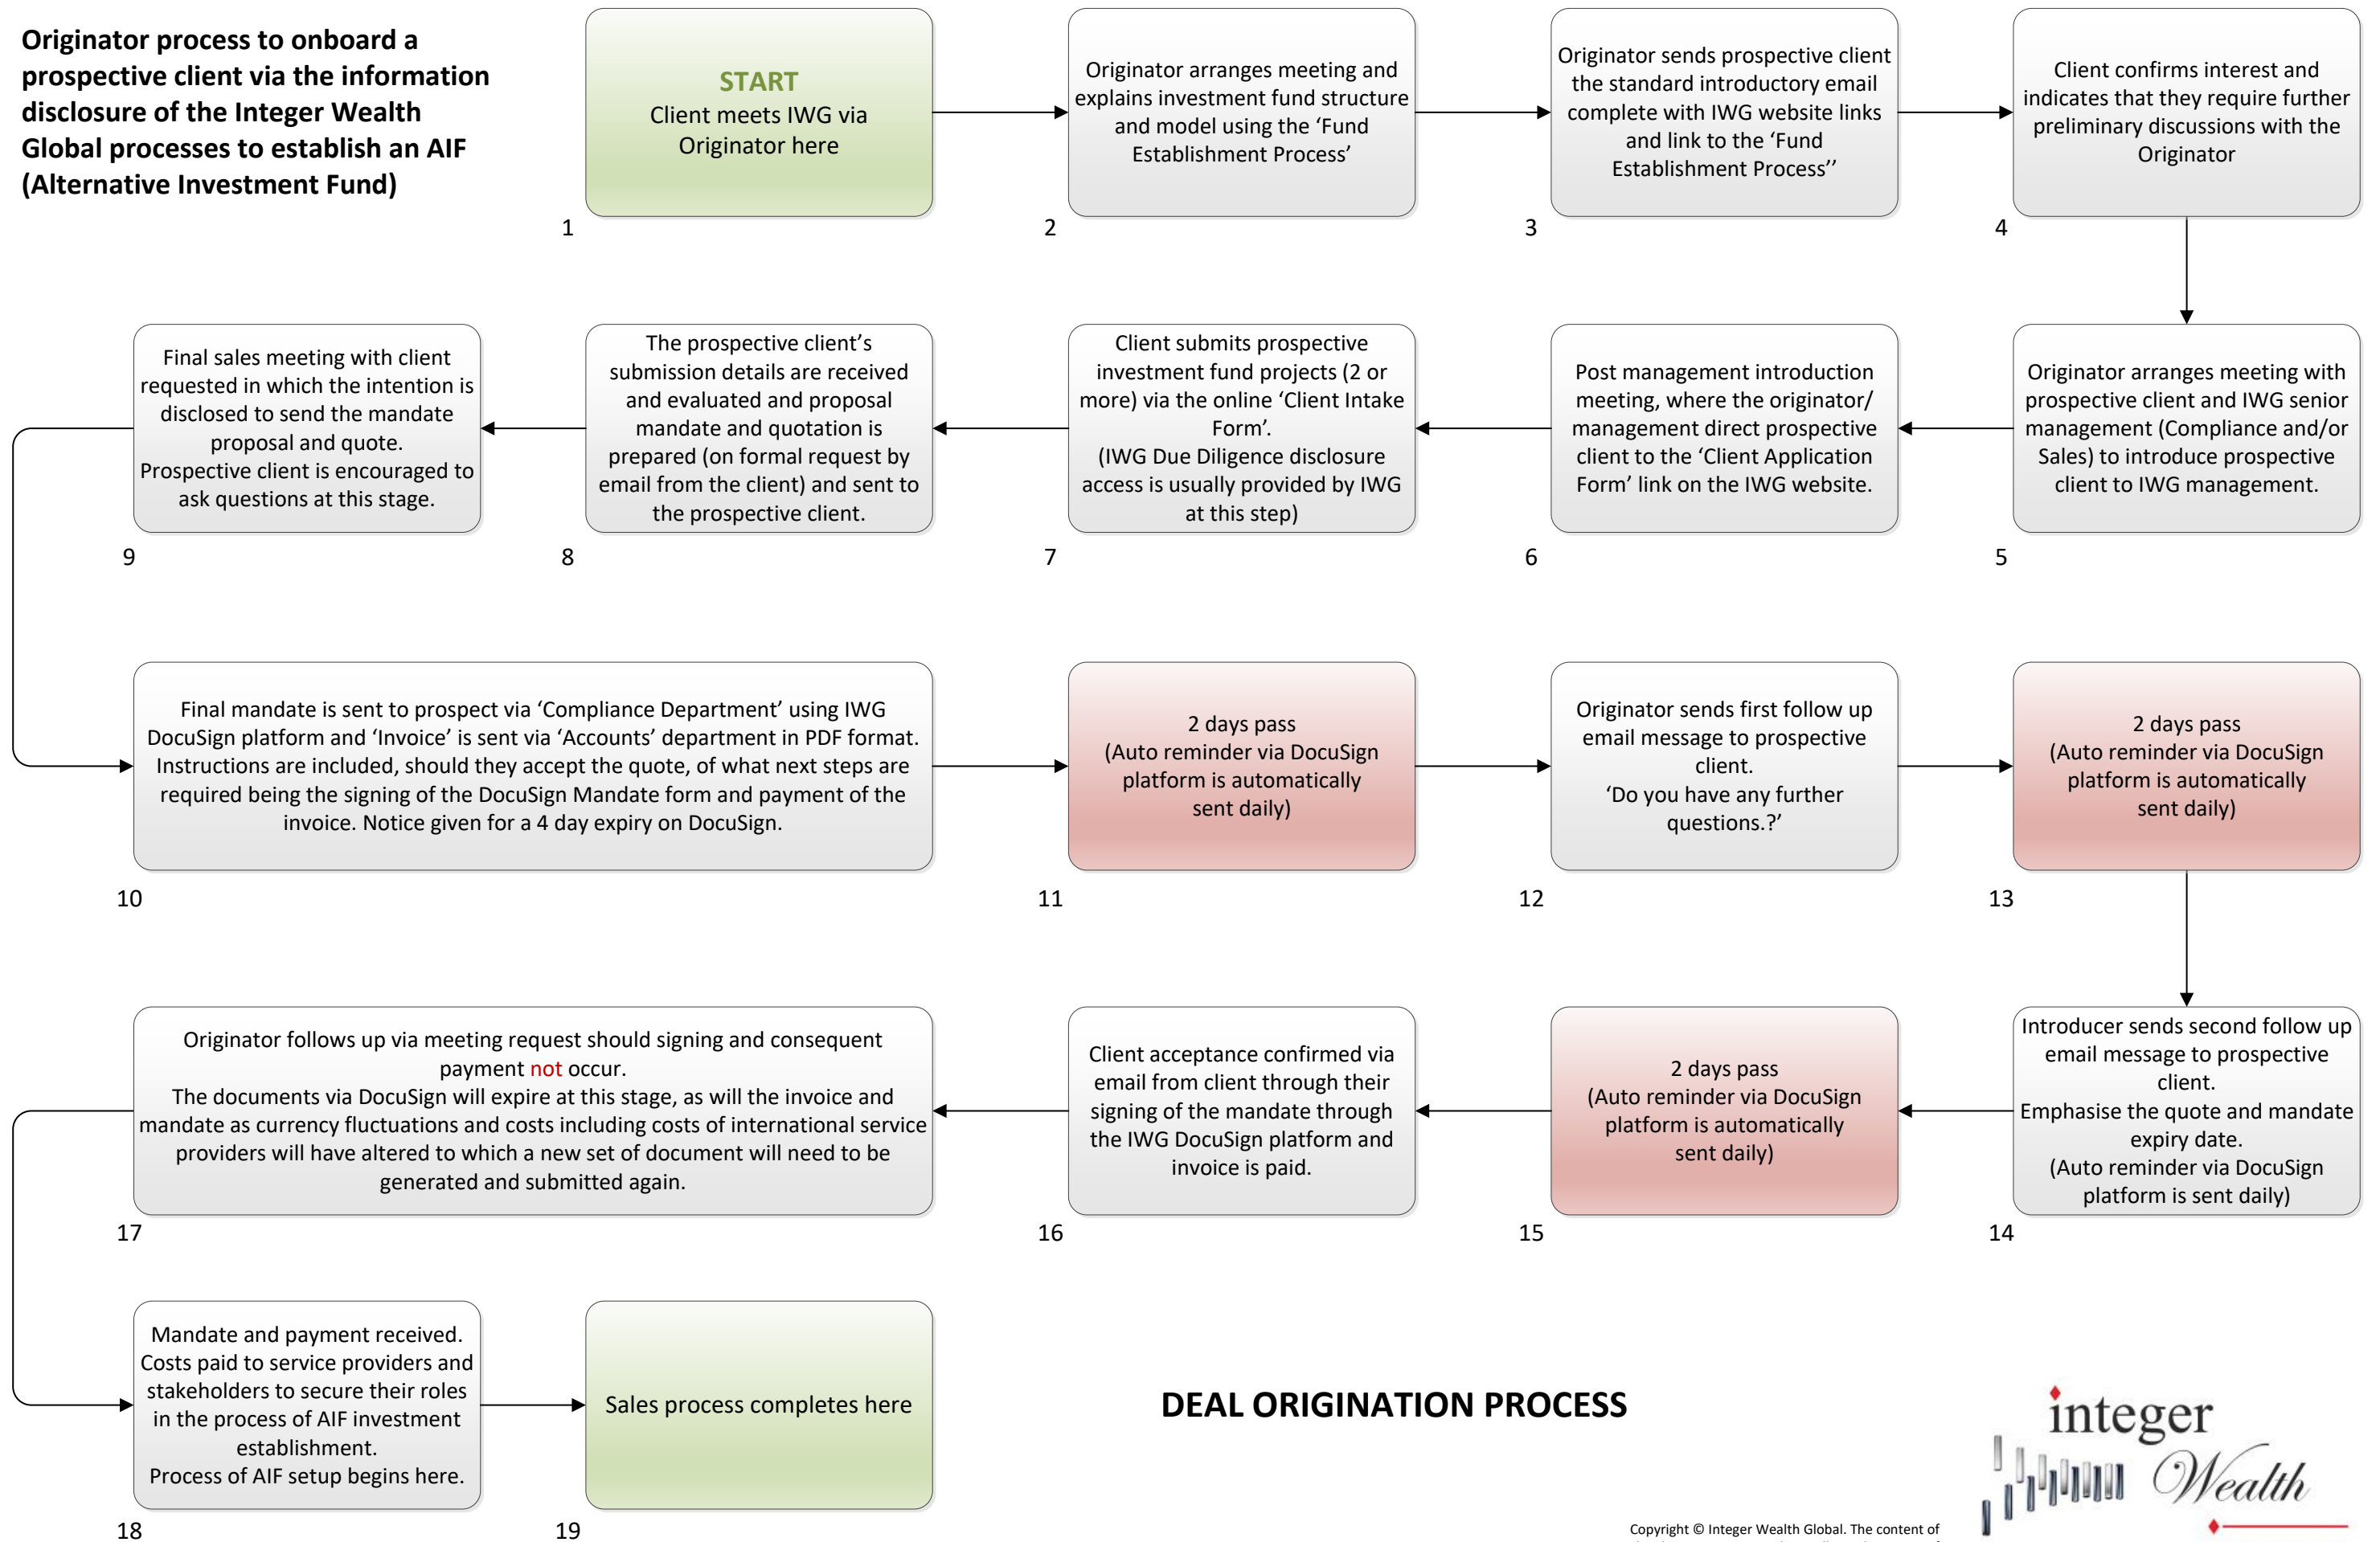 Originator process to onboard a
prospective client via the information
disclosure of the Integer Wealth
Global processes to establish an AIF
(Alternative Investment Fund)
START
Client meets IWG via
Originator here
1
Originator arranges meeting and
explains investment fund structure
and model using the ‘Fund
Establishment Process’
2
Originator sends prospective client
the standard introductory email
complete with IWG website links
and link to the ‘Fund
Establishment Process’’
3
Client confirms interest and
indicates that they require further
preliminary discussions with the
Originator
4
Originator arranges meeting with
prospective client and IWG senior
management (Compliance and/or
Sales) to introduce prospective
client to IWG management.
5
Post management introduction
meeting, where the originator/
management direct prospective
client to the ‘Client Application
Form’ link on the IWG website.
6
Client submits prospective
investment fund projects (2 or
more) via the online ‘Client Intake
Form’.
(IWG Due Diligence disclosure
access is usually provided by IWG
at this step)
7
The prospective client’s
submission details are received
and evaluated and proposal
mandate and quotation is
prepared (on formal request by
email from the client) and sent to
the prospective client.
8
Final sales meeting with client
requested in which the intention is
disclosed to send the mandate
proposal and quote.
Prospective client is encouraged to
ask questions at this stage.
9
Final mandate is sent to prospect via ‘Compliance Department’ using IWG
DocuSign platform and ‘Invoice’ is sent via ‘Accounts’ department in PDF format.
Instructions are included, should they accept the quote, of what next steps are
required being the signing of the DocuSign Mandate form and payment of the
invoice. Notice given for a 4 day expiry on DocuSign.
10
2 days pass
(Auto reminder via DocuSign
platform is automatically
sent daily)
11
Originator sends first follow up
email message to prospective
client.
‘Do you have any further
questions.?’
12
2 days pass
(Auto reminder via DocuSign
platform is automatically
sent daily)
13
Introducer sends second follow up
email message to prospective
client.
Emphasise the quote and mandate
expiry date.
(Auto reminder via DocuSign
platform is sent daily)
14
2 days pass
(Auto reminder via DocuSign
platform is automatically
sent daily)
15
Client acceptance confirmed via
email from client through their
signing of the mandate through
the IWG DocuSign platform and
invoice is paid.
16
Originator follows up via meeting request should signing and consequent
payment not occur.
The documents via DocuSign will expire at this stage, as will the invoice and
mandate as currency fluctuations and costs including costs of international service
providers will have altered to which a new set of document will need to be
generated and submitted again.
17
Mandate and payment received.
Costs paid to service providers and
stakeholders to secure their roles
in the process of AIF investment
establishment.
Process of AIF setup begins here.
18
Sales process completes here
19
DEAL ORIGINATION PROCESS
integer
Wealth
Copyright © Integer Wealth Global. The content of